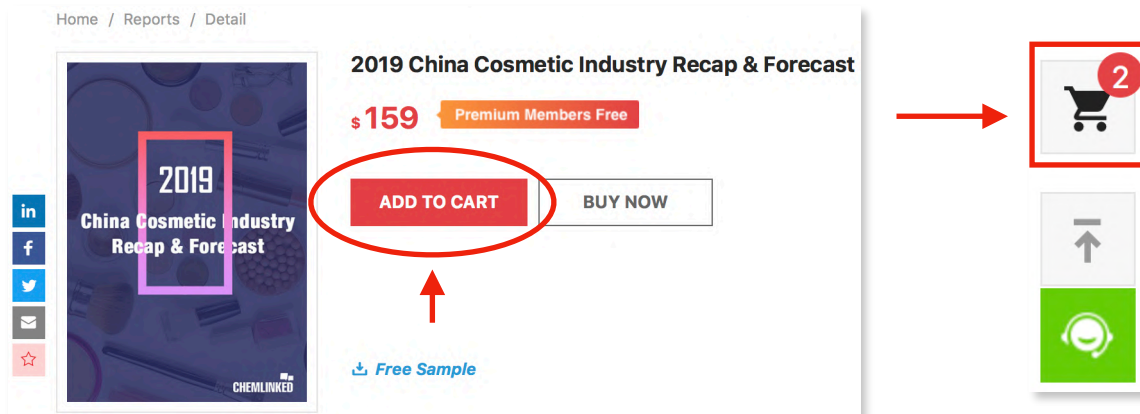 Home / Reports / Detail
2019 China Cosmetic Industry Recap & Forecast
$159 Premium Members Free
ADD TO CART BUY NOW
Free Sample
2019
China Cosmetic Industry
Recap & Forecast
CHEMLINKED
in
f
2